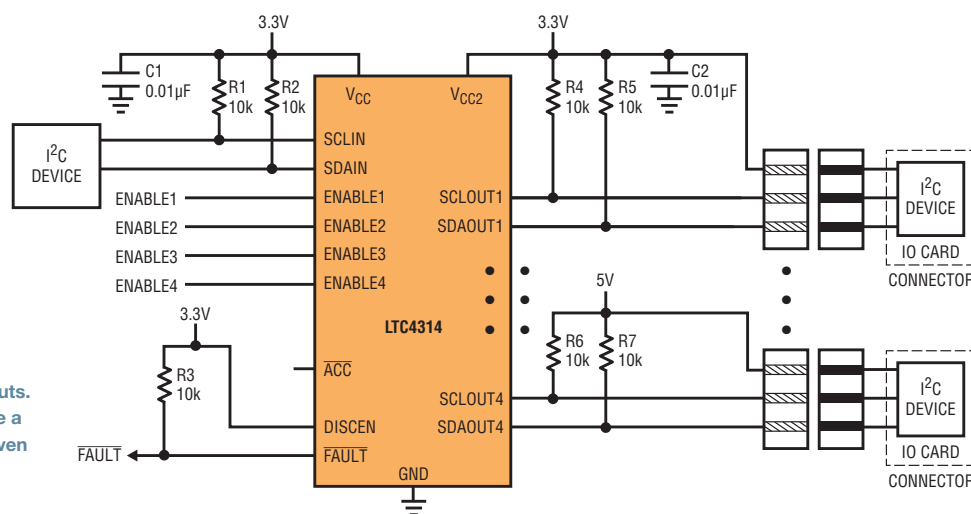 3.3V
3.3V
C1
0.01µF
R1
10k
R2
10k
VCC
VCC2
R4
10k
R5
10k
C2
0.01µF
I2C
DEVICE
SCLIN
SDAIN
ENABLE1
ENABLE2
ENABLE3
ENABLE4
ENABLE1
ENABLE2
ENABLE3
ENABLE4
SCLOUT1
SDAOUT1
I2C
DEVICE
IO CARD
CONNECTOR
LTC4314
5V
R6
10k
R7
10k
3.3V
R3
10k
ACC
DISCEN
FAULT
FAULT
GND
SCLOUT4
SDAOUT4
I2C
DEVICE
IO CARD
CONNECTOR
uts.
e a
ven